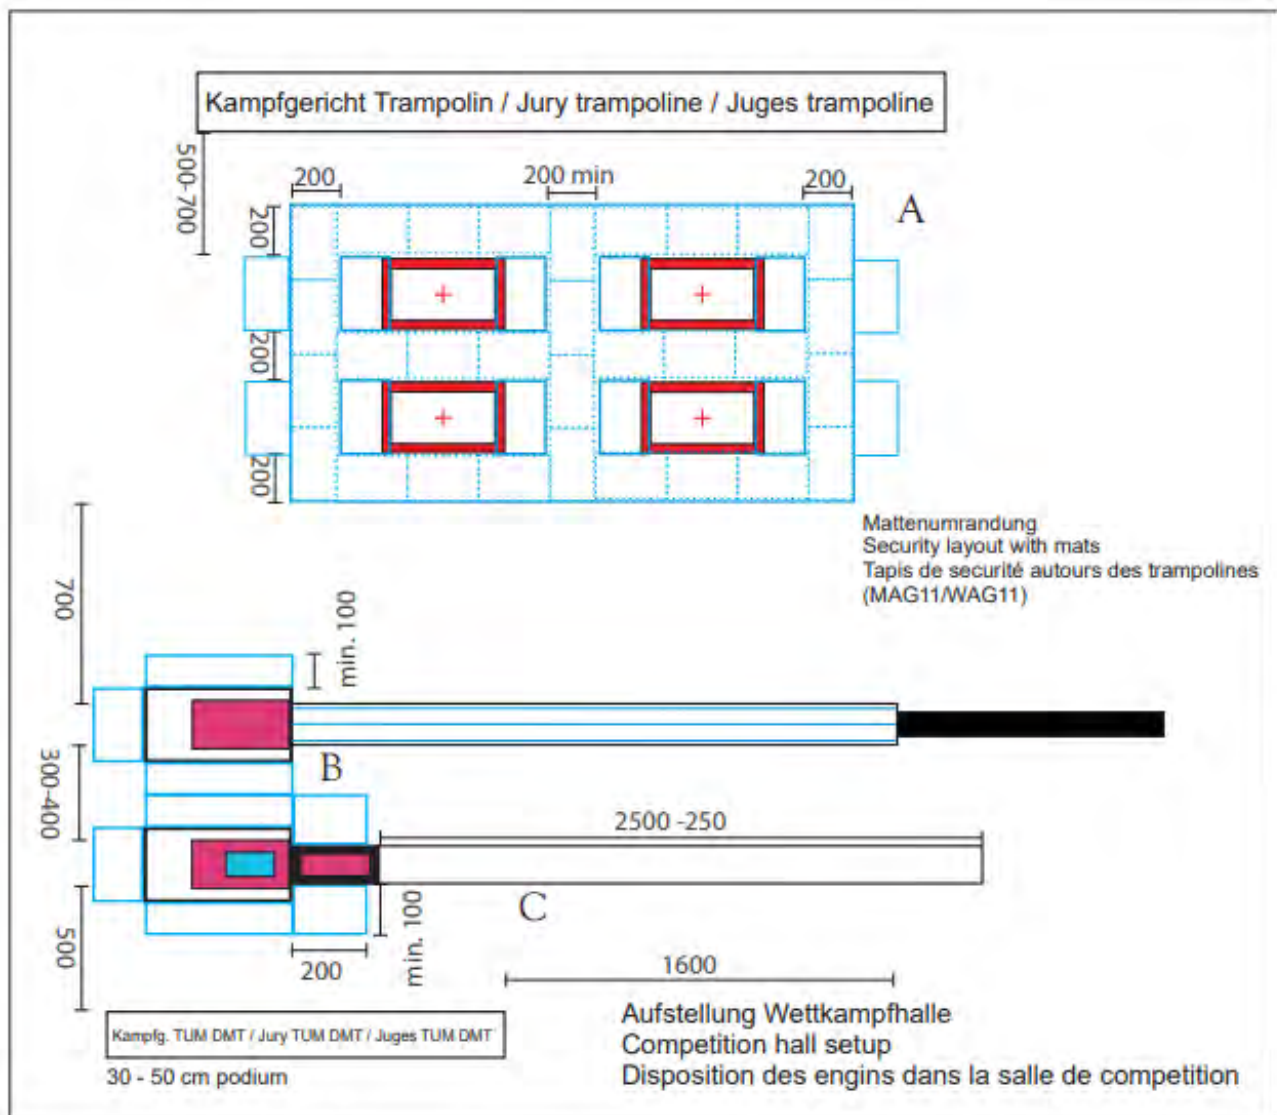 Kampfgericht Trampolin / Jury trampoline / Juges trampoline
500-700
200
200 min
200
A
200
200
200
Mattenumrandung
Security layout with mats
Tapis de securité autours des trampolines
(MAG11/WAG11)
700
min. 100
B
300-400
2500 -250
C
500
min. 100
200
1600
Aufstellung Wettkampfhalle
Competition hall setup
Disposition des engins dans la salle de competition
Kampfg. TUM DMT / Jury TUM DMT / Juges TUM DMT
30 - 50 cm podium